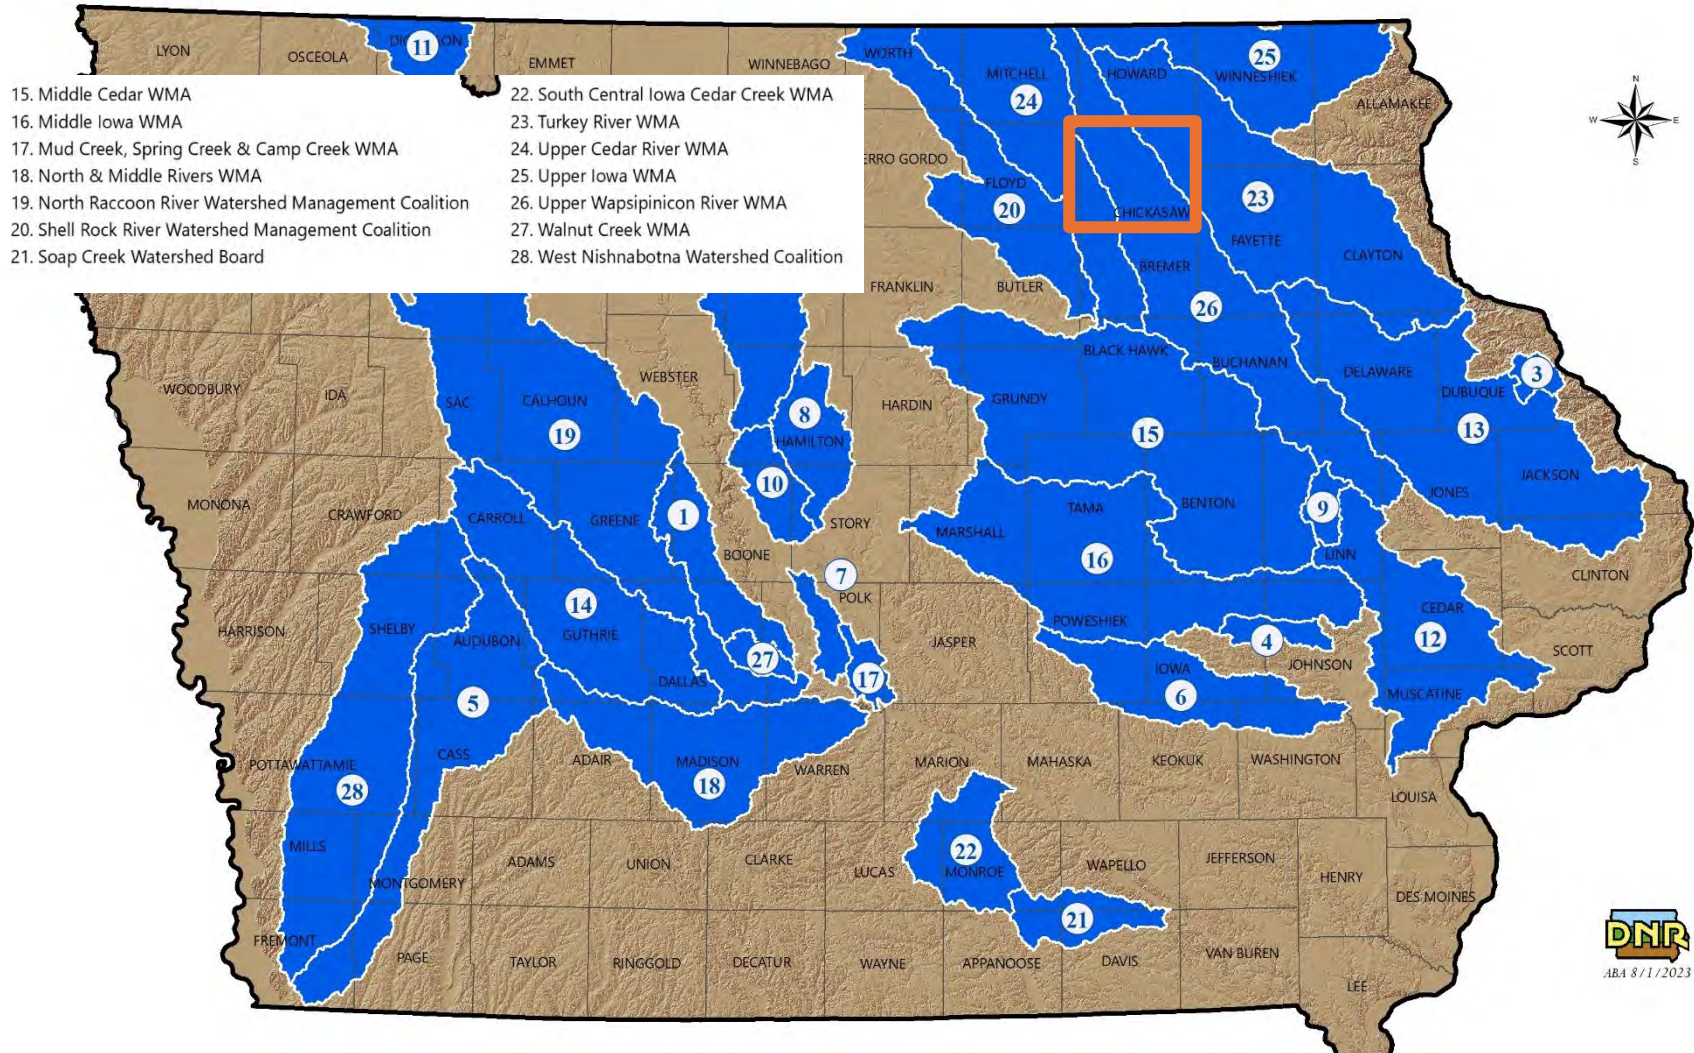 LYON
OSCEOLA
DICKINSON
11
EMMET
WINNEBAGO
WORTH
MITCHELL
HOWARD
WINNESHIEK
25
ALLAMAKEE
24
N
W
E
S
15. Middle Cedar WMA
16. Middle Iowa WMA
17. Mud Creek, Spring Creek & Camp Creek WMA
18. North & Middle Rivers WMA
19. North Raccoon River Watershed Management Coalition
20. Shell Rock River Watershed Management Coalition
21. Soap Creek Watershed Board
22. South Central Iowa Cedar Creek WMA
23. Turkey River WMA
24. Upper Cedar River WMA
25. Upper Iowa WMA
26. Upper Wapsipinicon River WMA
27. Walnut Creek WMA
28. West Nishnabotna Watershed Coalition
ERRO GORDO
FLOYD
20
CHICKASAW
23
FAYETTE
CLAYTON
FRANKLIN
BUTLER
BREMER
26
WOODBURY
IDA
SAC
CALHOUN
WEBSTER
8
HAMILTON
HARDIN
GRUNDY
BLACK HAWK
BUCHANAN
DELAWARE
DUBUQUE
3
19
15
13
MONONA
CRAWFORD
CARROLL
GREENE
1
BOONE
10
STORY
MARSHALL
TAMA
BENTON
9
LINN
JONES
JACKSON
16
7
POLK
CLINTON
HARRISON
SHELBY
AUDUBON
14
GUTHRIE
DALLAS
27
17
JASPER
POWESHIEK
4
IOWA
JOHNSON
6
CEDAR
12
SCOTT
MUSCATINE
5
POTTAWATTAMIE
28
CASS
ADAIR
MADISON
18
WARREN
MARION
MAHASKA
KEOKUK
WASHINGTON
LOUISA
MILLS
MONTGOMERY
ADAMS
UNION
CLARKE
LUCAS
22
MONROE
WAPELLO
JEFFERSON
HENRY
DES MOINES
FREMONT
PAGE
TAYLOR
RINGGOLD
DECATUR
WAYNE
APPANOOSE
21
DAVIS
VAN BUREN
LEE
DNR
ABA 8/1/2023